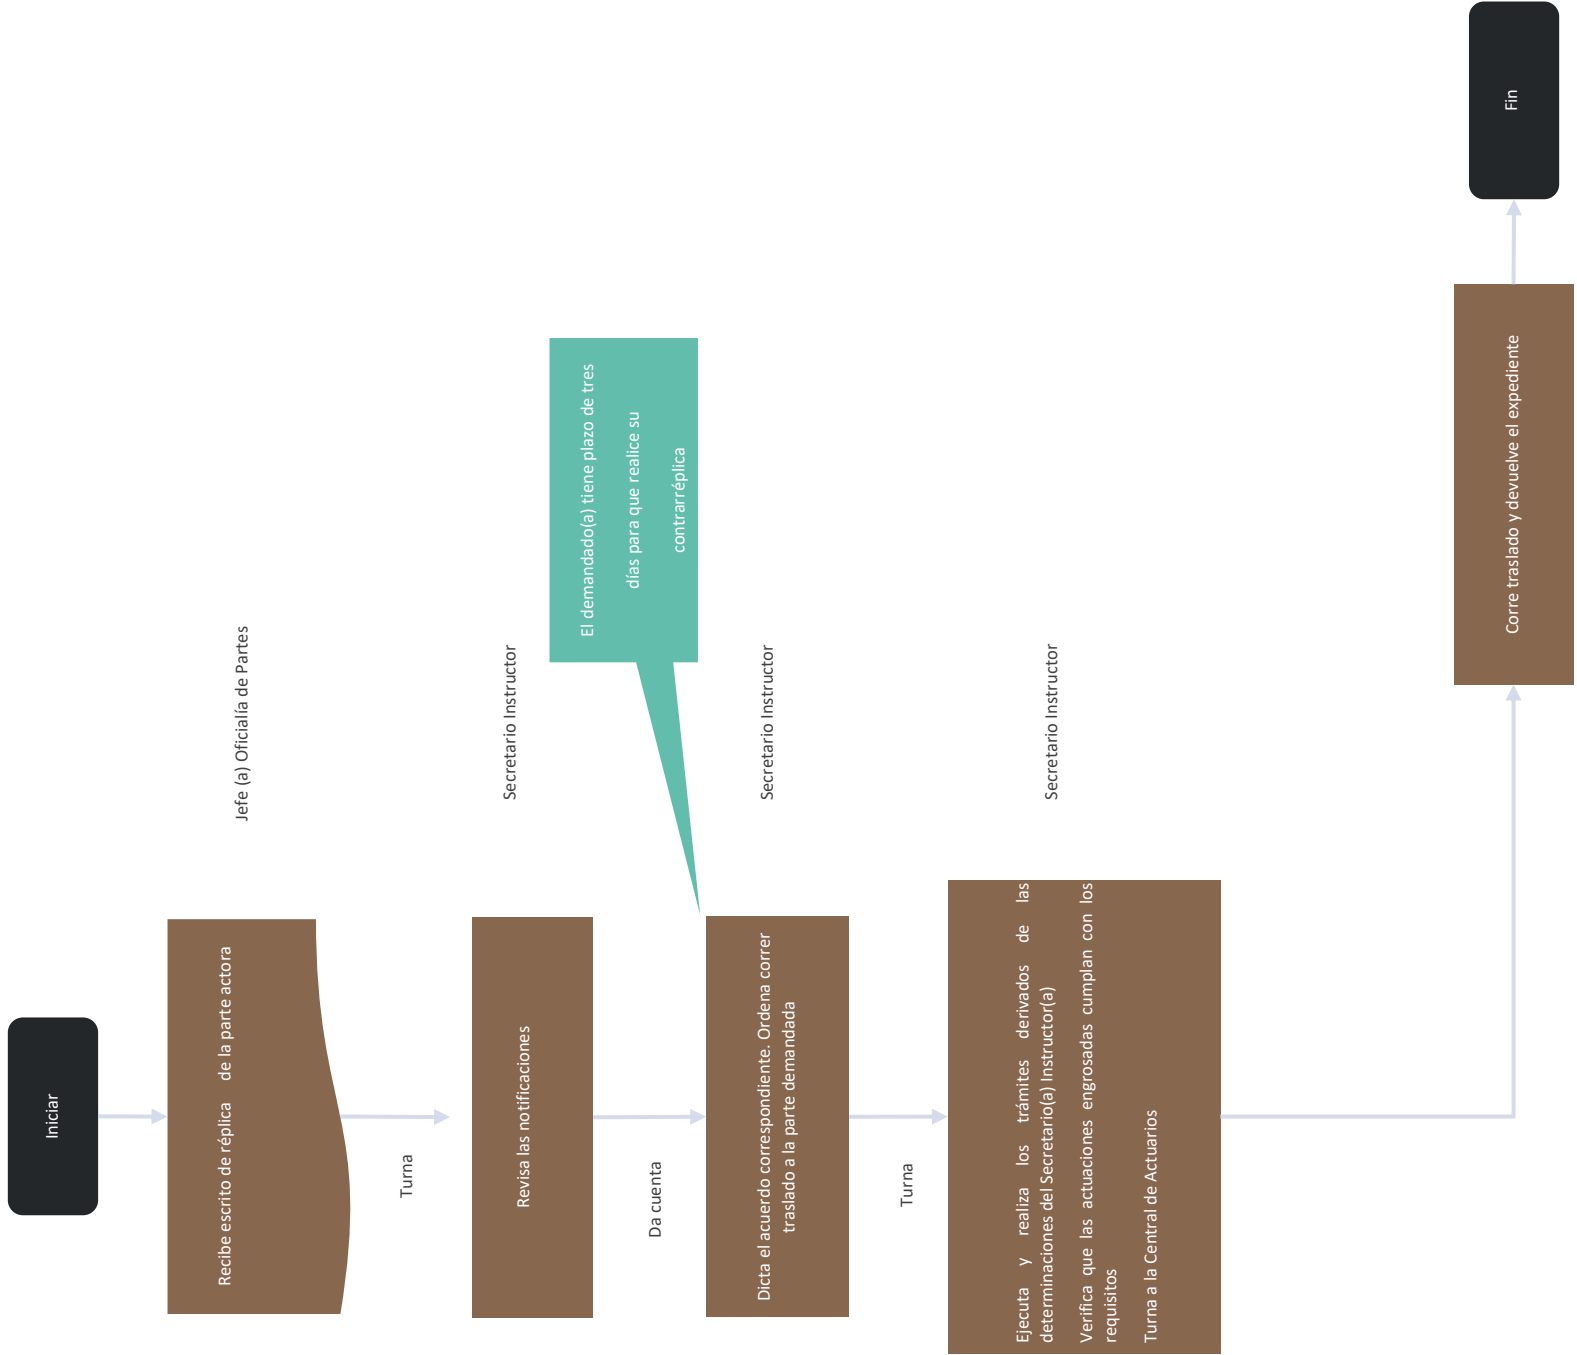 Iniciar
Recibe escrito de réplica de la parte actora
Jefe (a) Oficialía de Partes
Turna
Revisa las notificaciones
Secretario Instructor
Da cuenta
El demandado(a) tiene plazo de tres
días para que realice su
contrarréplica
Dicta el acuerdo correspondiente. Ordena correr
traslado a la parte demandada
Secretario Instructor
Turna
Ejecuta y realiza los trámites derivados de las
determinaciones del Secretario(a) Instructor(a)
Verifica que las actuaciones engrosadas cumplan con los
requisitos
Turna a la Central de Actuarios
Secretario Instructor
Corre traslado y devuelve el expediente
Fin